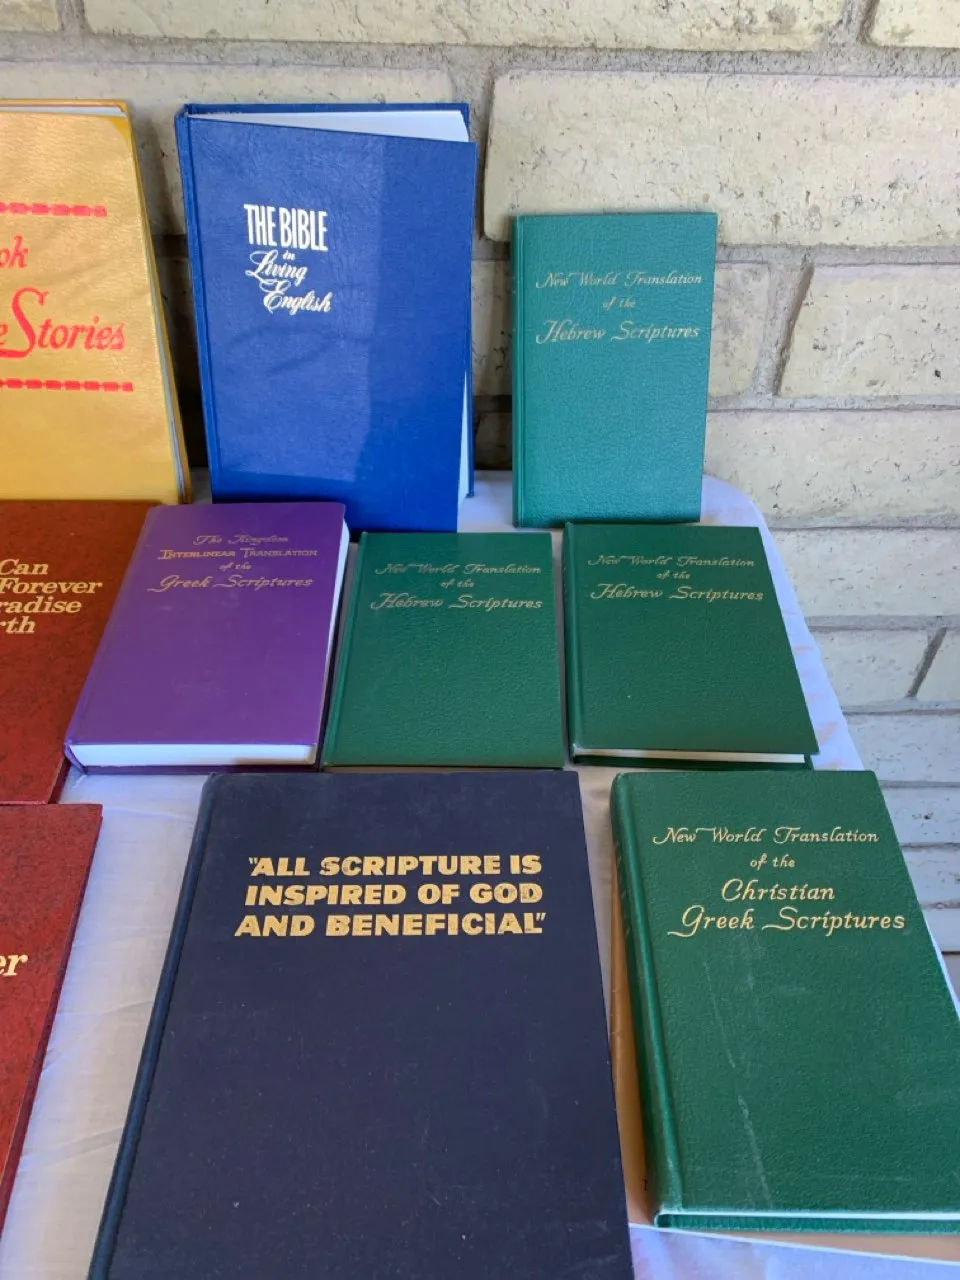 ok
e Stories
THE BIBLE
in
Living
English
New World Translation
of the
Hebrew Scriptures
Can
Forever
radise
rth
The Kingdom
INTERLINEAR TRANSLATION
of the
Greek Scriptures
New World Translation
of the
Hebrew Scriptures
New World Translation
of the
Hebrew Scriptures
er
"ALL SCRIPTURE IS
INSPIRED OF GOD
AND BENEFICIAL"
New World Translation
of the
Christian
Greek Scriptures